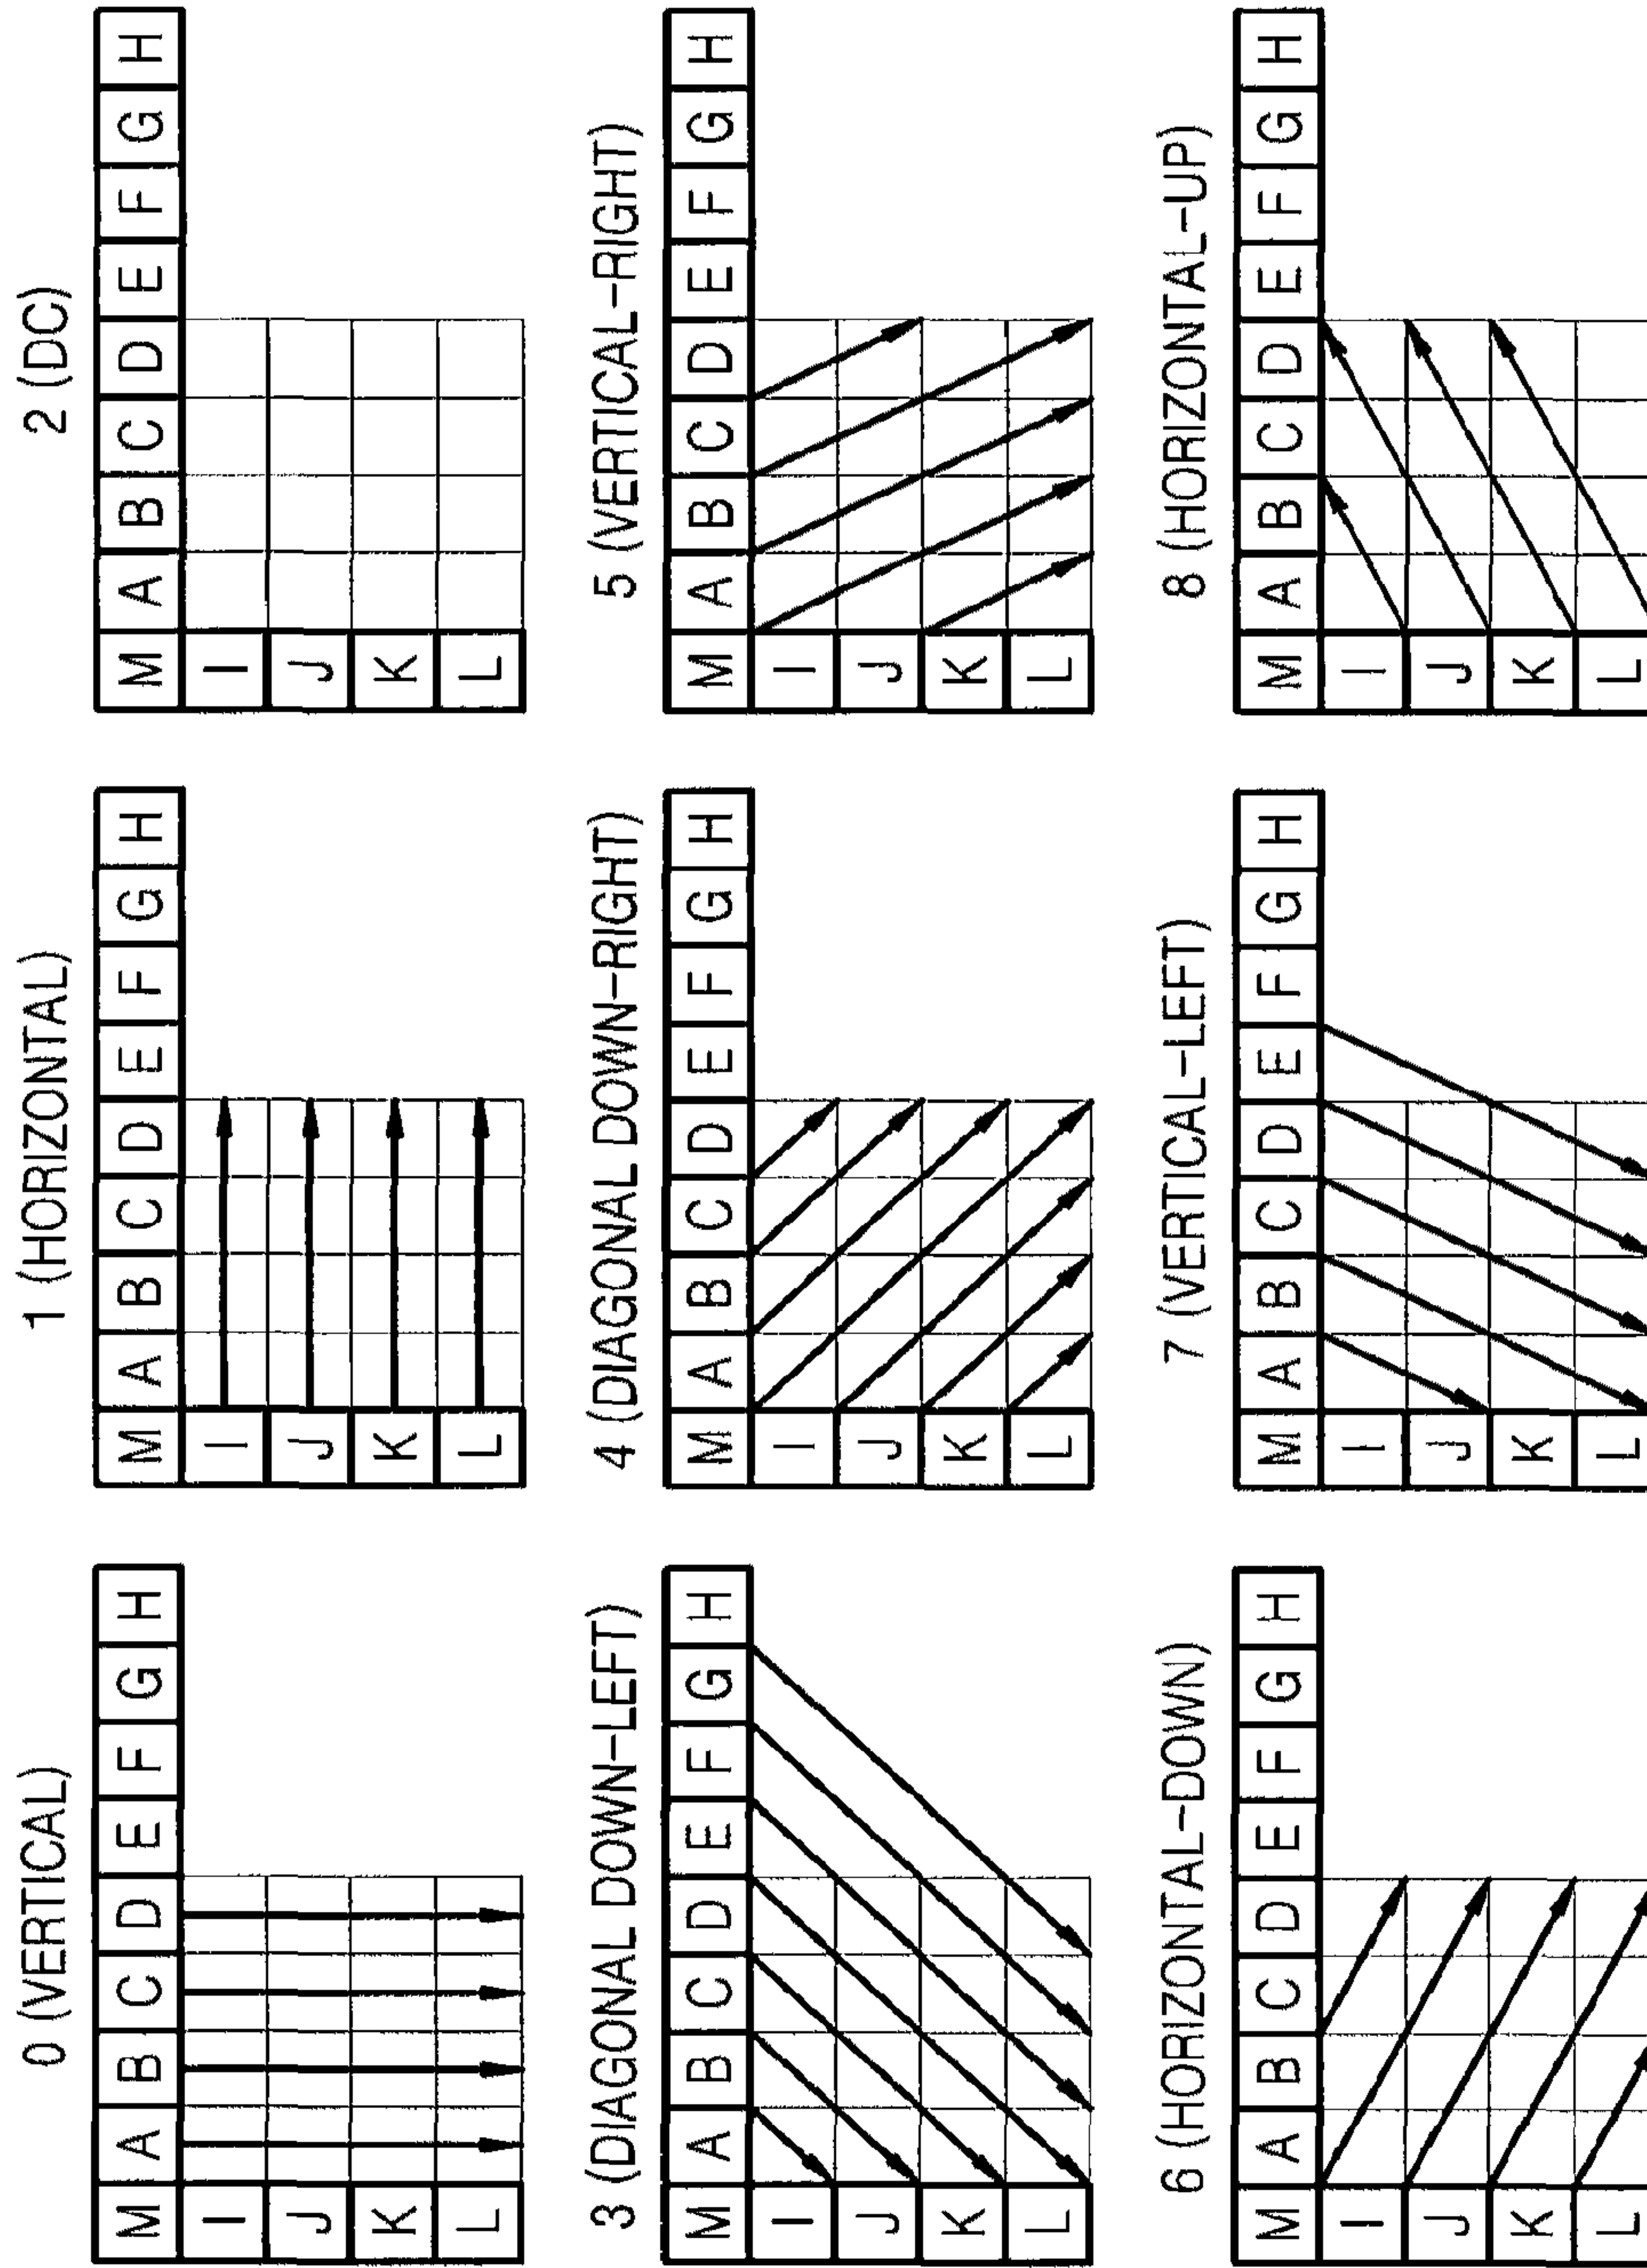 0 (VERTICAL)
M A B C D E F G H
I
J
K
L
1 (HORIZONTAL)
M A B C D E F G H
I
J
K
L
2 (DC)
M A B C D E F G H
I
J
K
L
3 (DIAGONAL DOWN-LEFT)
M A B C D E F G H
I
J
K
L
4 (DIAGONAL DOWN-RIGHT)
M A B C D E F G H
I
J
K
L
5 (VERTICAL-RIGHT)
M A B C D E F G H
I
J
K
L
6 (HORIZONTAL-DOWN)
M A B C D E F G H
I
J
K
L
7 (VERTICAL-LEFT)
M A B C D E F G H
I
J
K
L
8 (HORIZONTAL-UP)
M A B C D E F G H
I
J
K
L